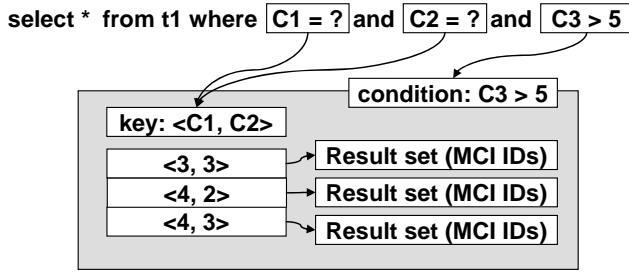 select * from t1 where C1 = ? and C2 = ? and C3 > 5
condition: C3 > 5
key: <C1, C2>
<3, 3> Result set (MCI IDs)
<4, 2> Result set (MCI IDs)
<4, 3> Result set (MCI IDs)